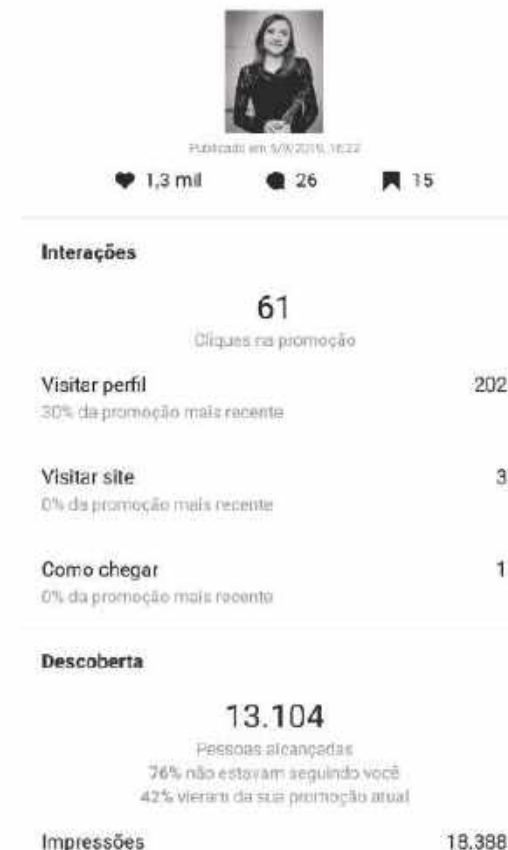 Publicado em 5/9/2019, 16:22
1,3 mil 26 15
Interações
61
Cliques na promoção
Visitar perfil 202
30% da promoção mais recente
Visitar site 3
0% da promoção mais recente
Como chegar 1
0% da promoção mais recente
Descoberta
13.104
Pessoas alcançadas
76% não estavam seguindo você
42% vieram da sua promoção atual
Impressões 18.388